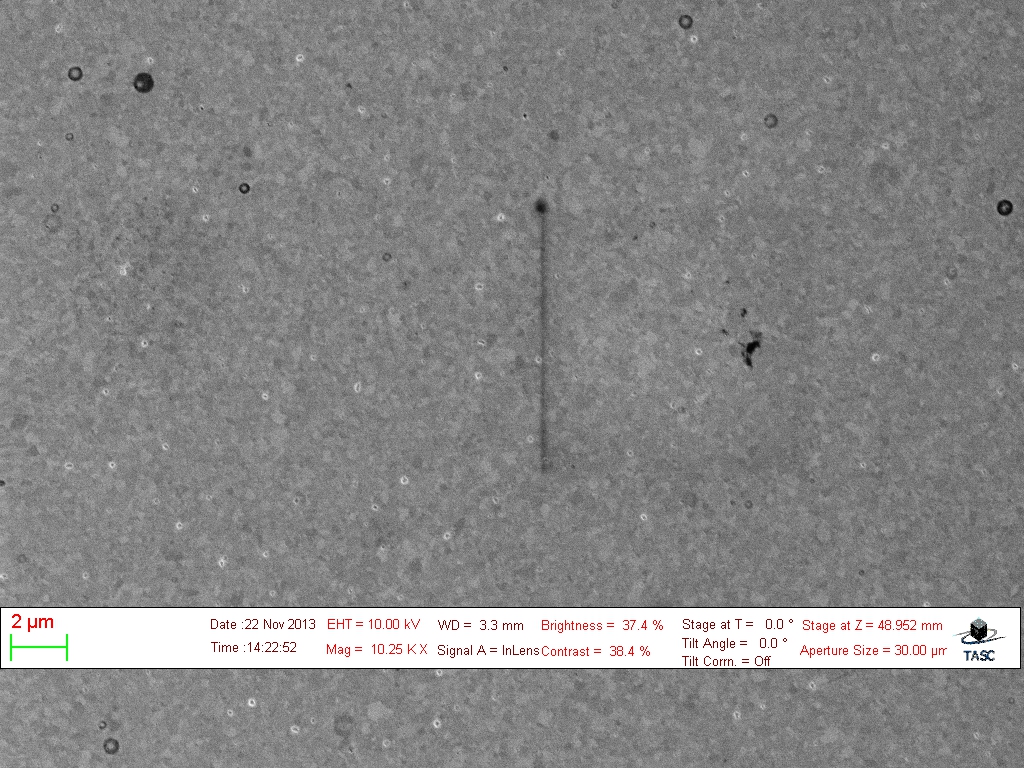 2 µm
Date :22 Nov 2013 EHT = 10.00 kV WD = 3.3 mm Brightness = 37.4 % Stage at T = 0.0 ° Stage at Z = 48.952 mm
Time :14:22:52 Mag = 10.25 K X Signal A = InLens Contrast = 38.4 % Tilt Angle = 0.0 ° Aperture Size = 30.00 µm
Tilt Corrn. = Off
TASC